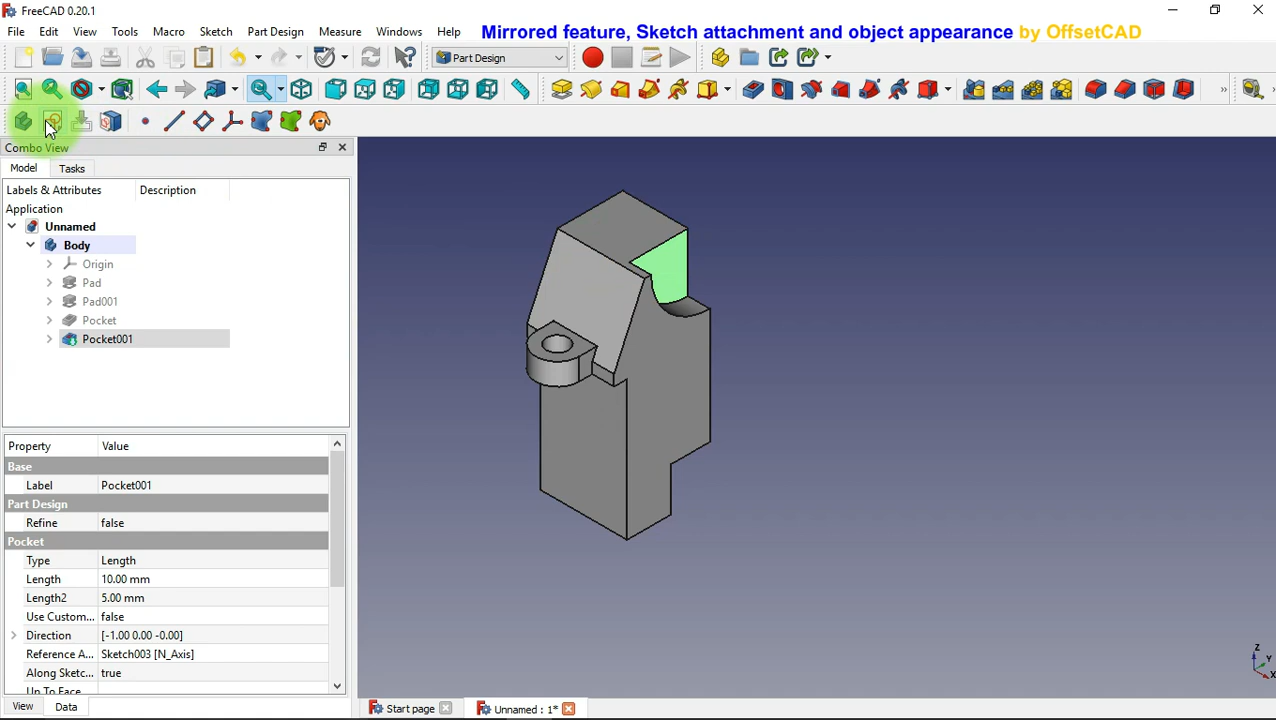 FreeCAD 0.20.1
File Edit View Tools Macro Sketch Part Design Measure Windows Help
Mirrored feature, Sketch attachment and object appearance by OffsetCAD
Part Design
Combo View
Model Tasks
Labels & Attributes Description
Application
Unnamed
Body
Origin
Pad
Pad001
Pocket
Pocket001
Property Value
Base
Label Pocket001
Part Design
Refine false
Pocket
Type Length
Length 10.00 mm
Length2 5.00 mm
Use Custom... false
Direction [-1.00 0.00 -0.00]
Reference A... Sketch003 [N_Axis]
Along Sketc... true
Up To Face
View Data
Start page Unnamed : 1*
Z
Y
X